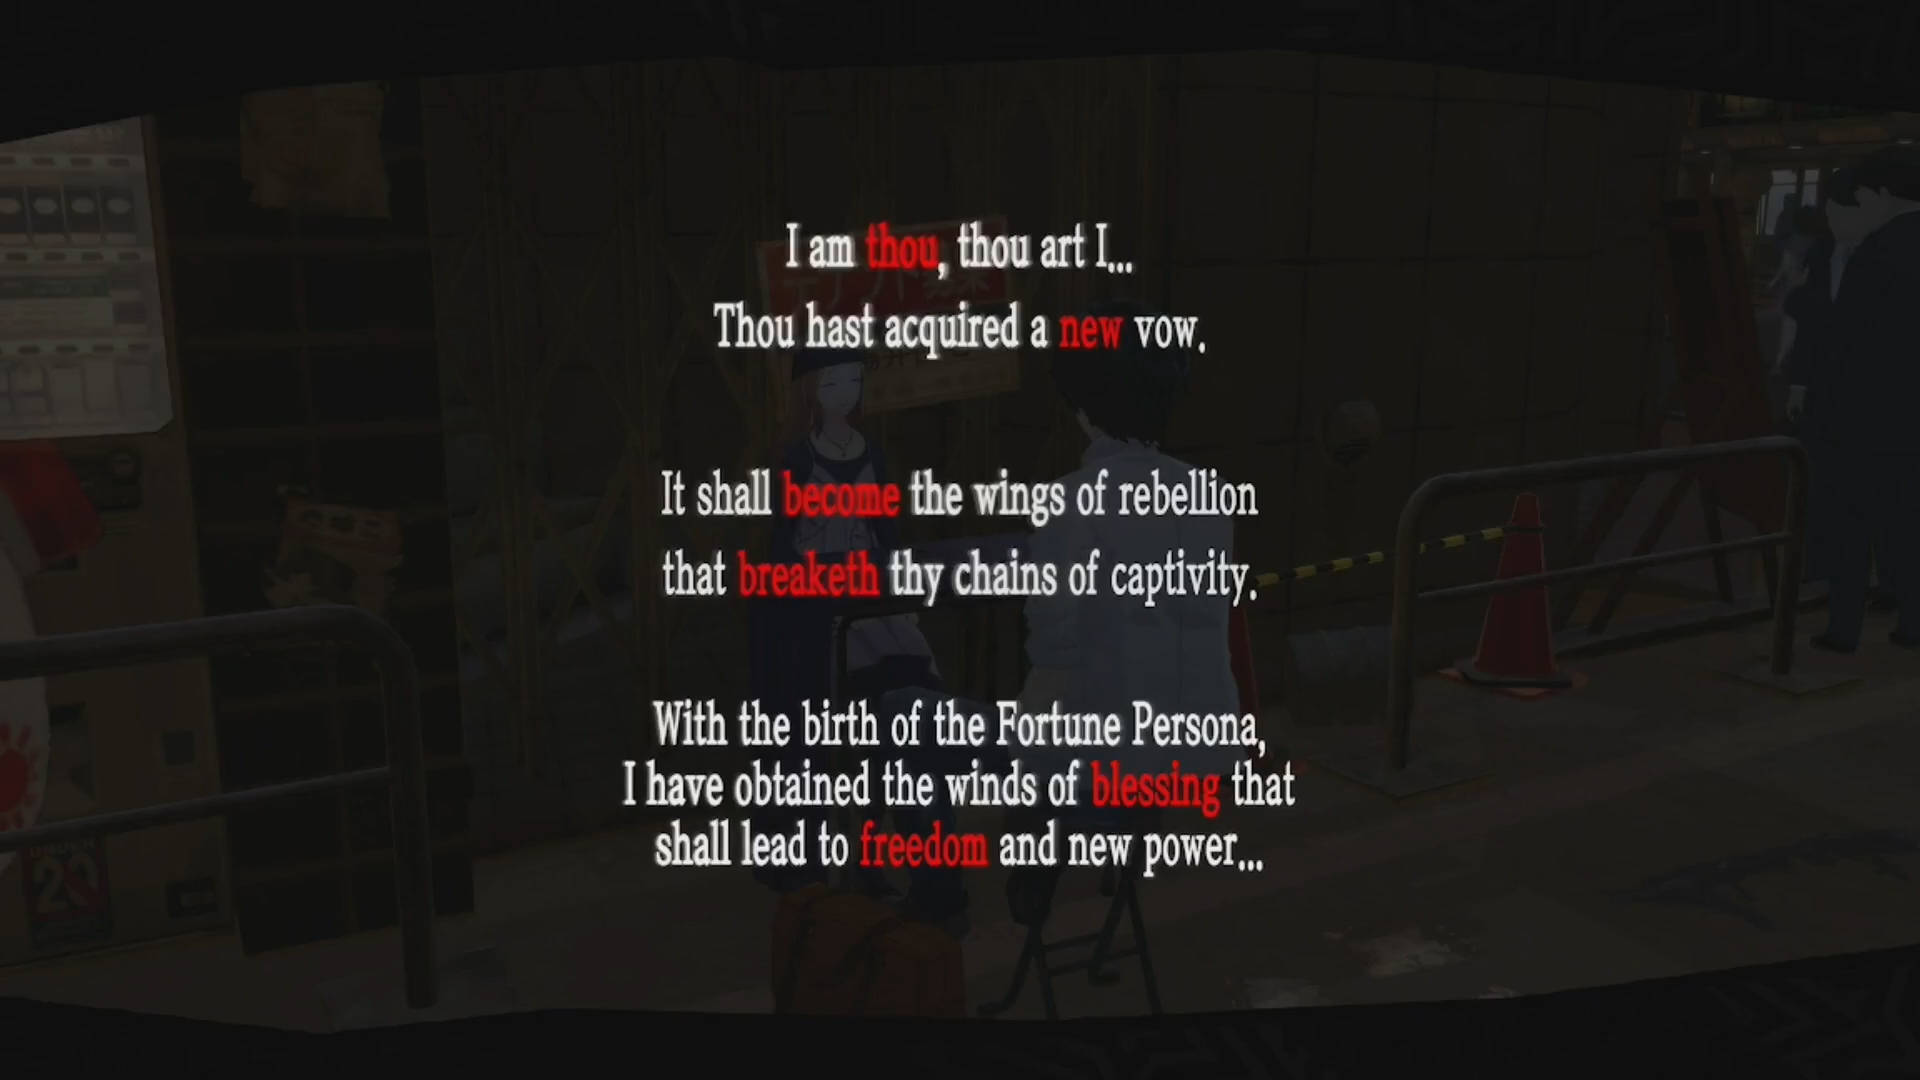 I am thou, thou art I...
Thou hast acquired a new vow.
It shall become the wings of rebellion
that breaketh thy chains of captivity.
With the birth of the Fortune Persona,
I have obtained the winds of blessing that
shall lead to freedom and new power...